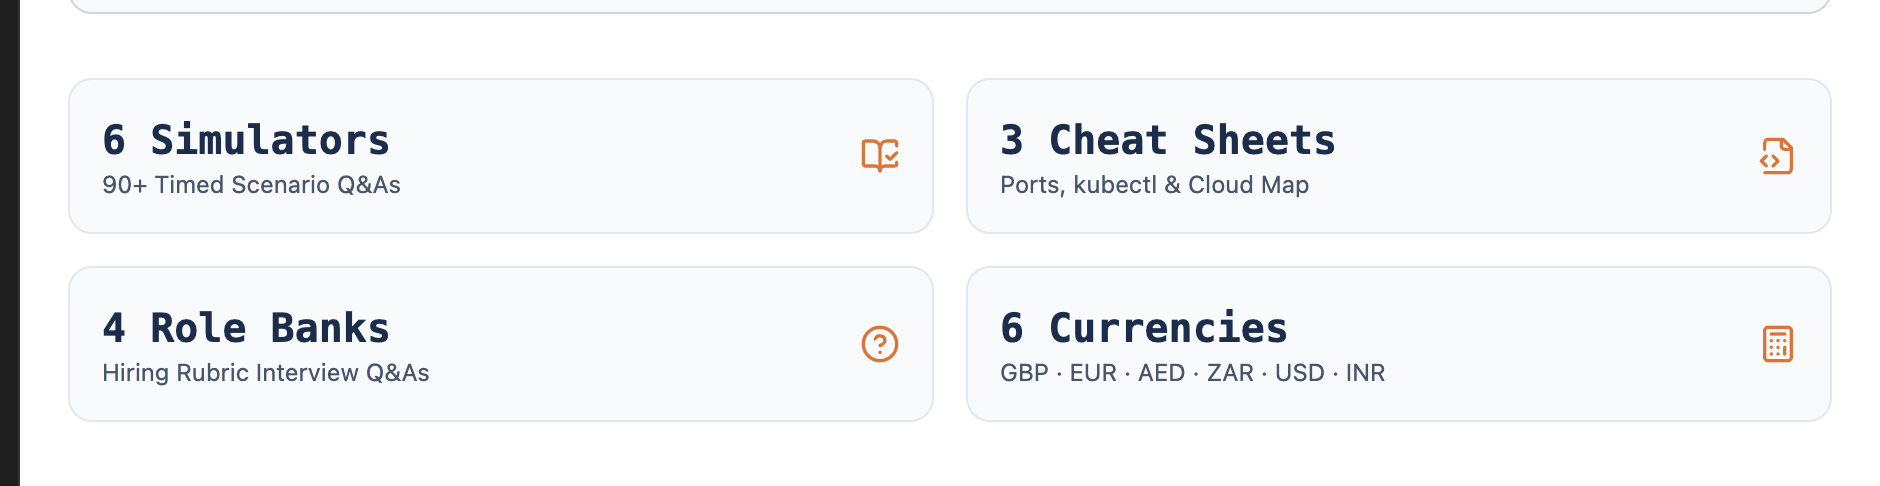 6 Simulators
90+ Timed Scenario Q&As
3 Cheat Sheets
Ports, kubectl & Cloud Map
4 Role Banks
Hiring Rubric Interview Q&As
6 Currencies
GBP · EUR · AED · ZAR · USD · INR